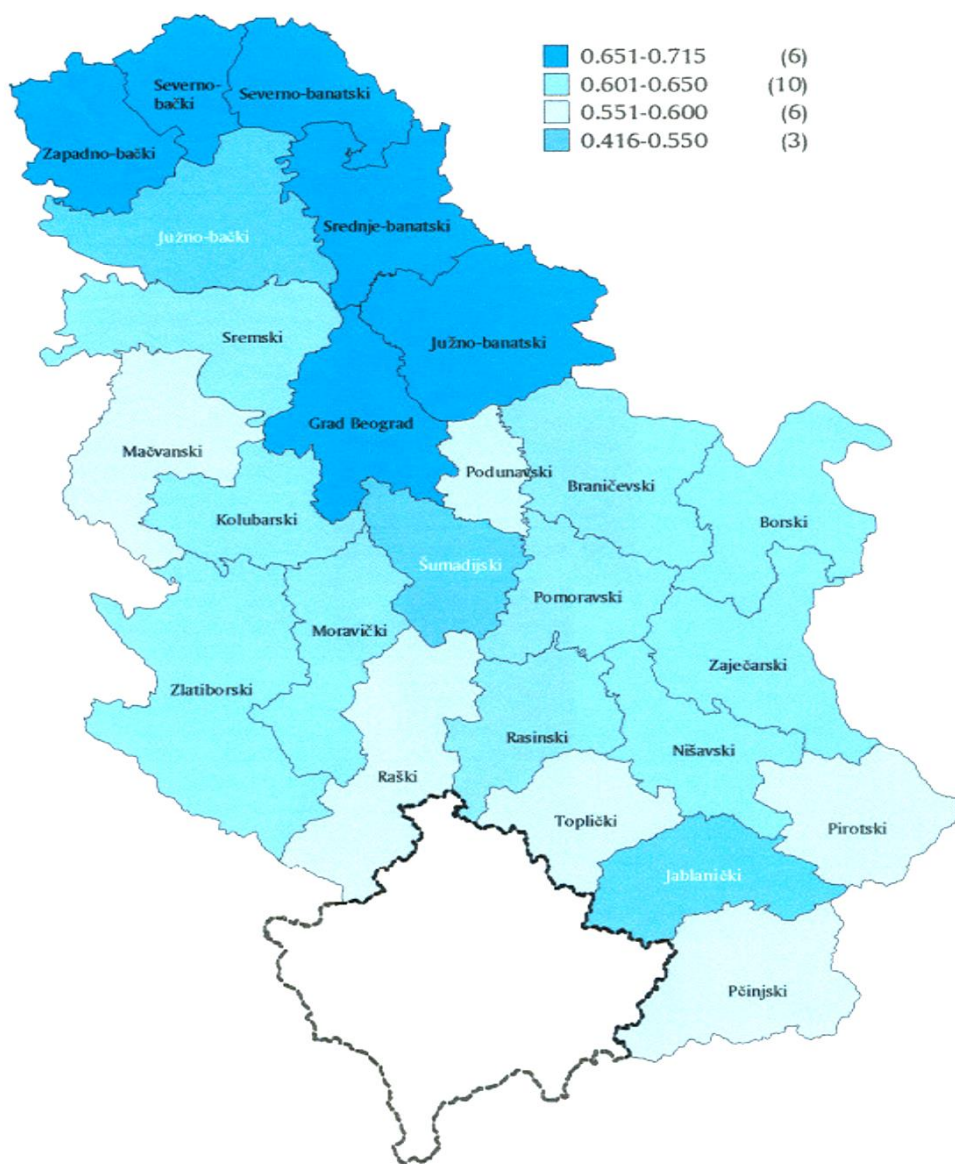 0.651-0.715 (6)
0.601-0.650 (10)
0.551-0.600 (6)
0.416-0.550 (3)
Severno-
bački
Severno-banatski
Zapadno-bački
Južno-bački
Srednje-banatski
Sremski
Južno-banatski
Grad Beograd
Mačvanski
Podunavski
Braničevski
Kolubarski
Borski
Šumadijski
Pomoravski
Moravički
Zaječarski
Zlatiborski
Rasinski
Nišavski
Raški
Toplički
Pirotski
Jablanički
Pčinjski